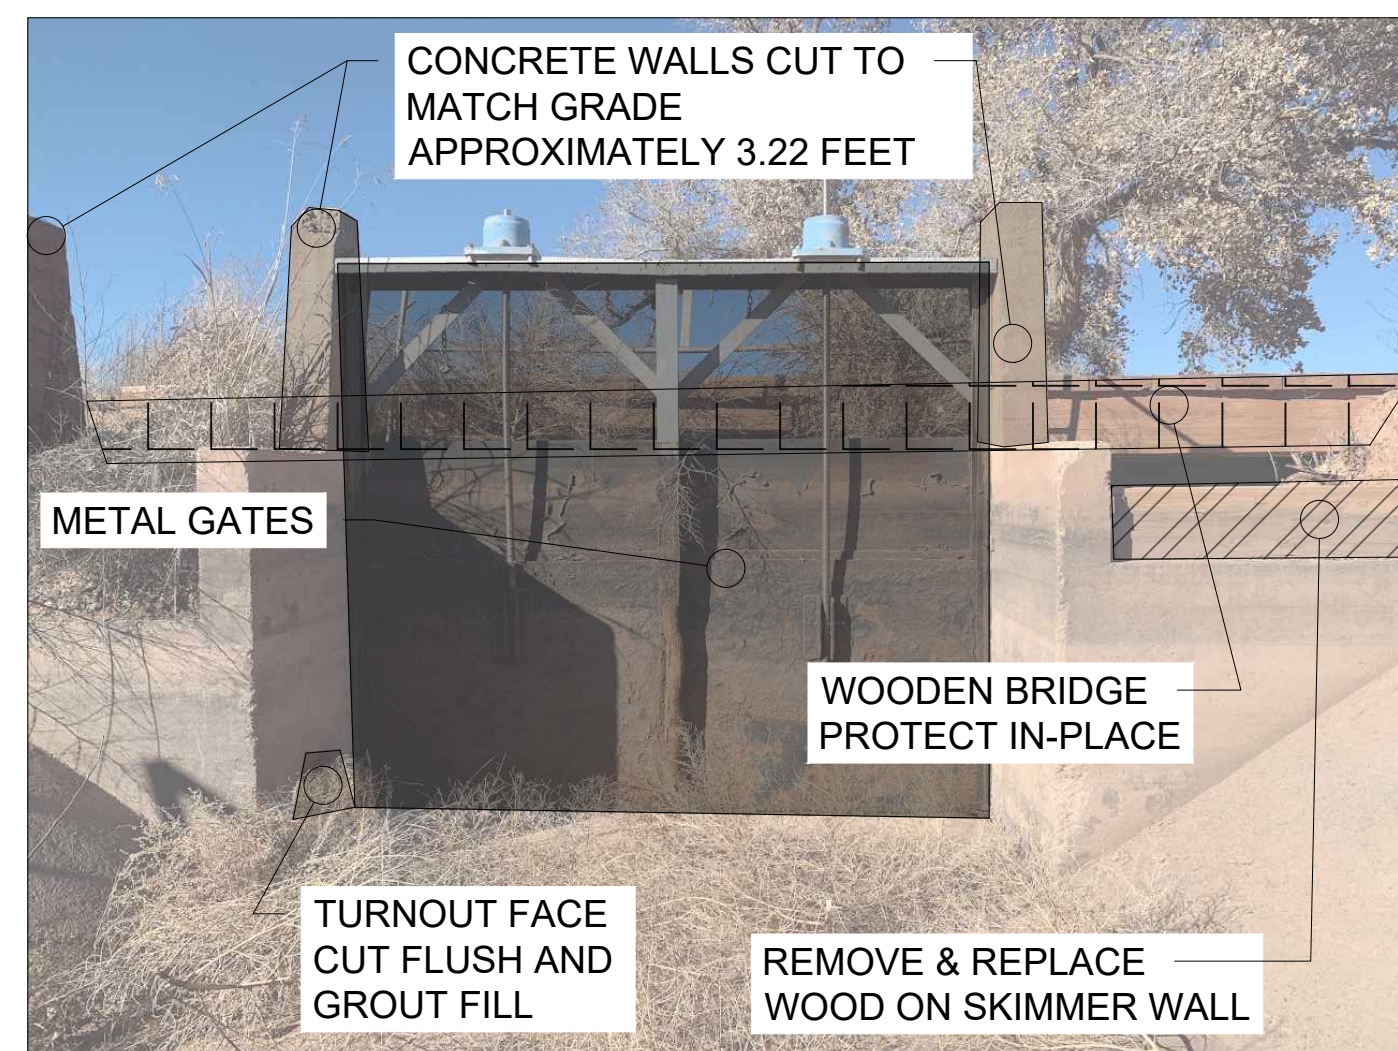 CONCRETE WALLS CUT TO
MATCH GRADE
APPROXIMATELY 3.22 FEET
METAL GATES
WOODEN BRIDGE
PROTECT IN-PLACE
TURNOUT FACE
CUT FLUSH AND
GROUT FILL
REMOVE & REPLACE
WOOD ON SKIMMER WALL